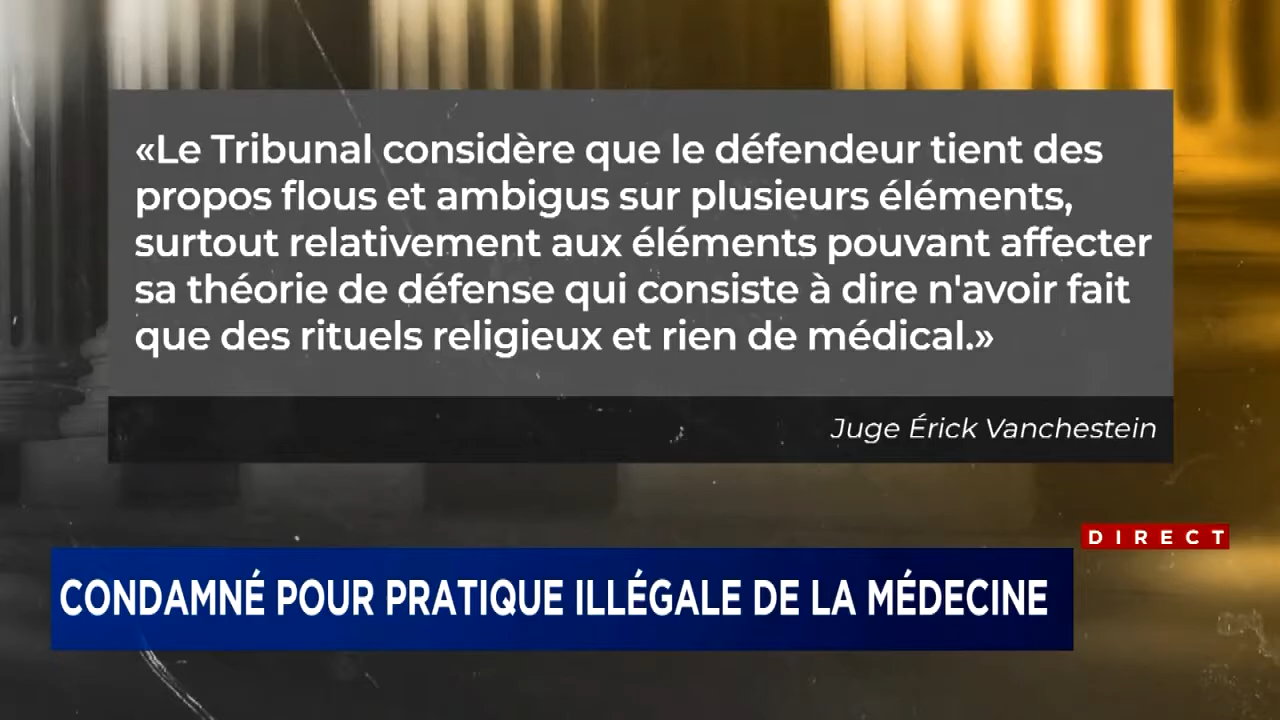 «Le Tribunal considère que le défendeur tient des
propos flous et ambigus sur plusieurs éléments,
surtout relativement aux éléments pouvant affecter
sa théorie de défense qui consiste à dire n'avoir fait
que des rituels religieux et rien de médical.»
Juge Érick Vanchestein
DIRECT
CONDAMNÉ POUR PRATIQUE ILLÉGALE DE LA MÉDECINE